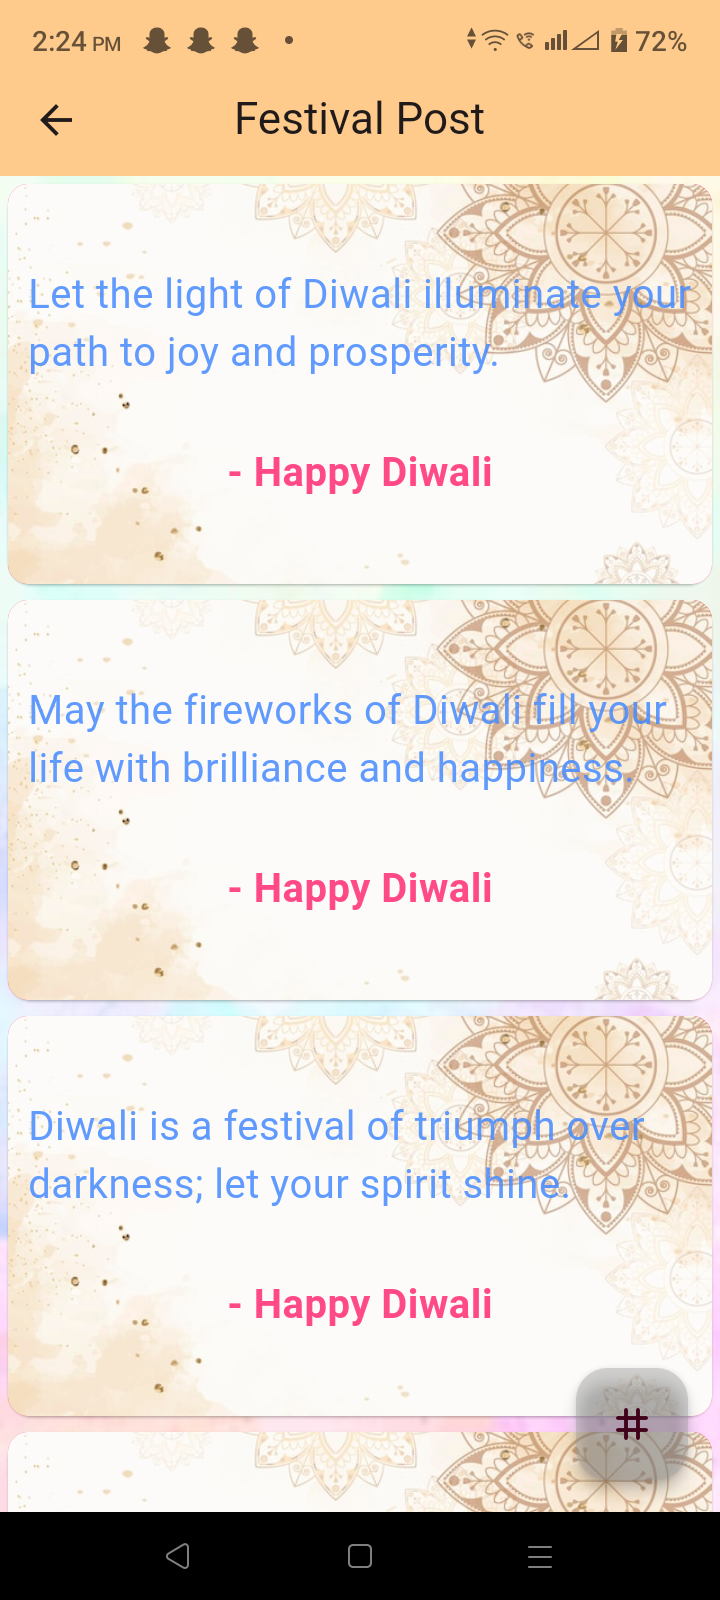 2:24 PM
72%
Festival Post
Let the light of Diwali illuminate your
path to joy and prosperity.
- Happy Diwali
May the fireworks of Diwali fill your
life with brilliance and happiness.
- Happy Diwali
Diwali is a festival of triumph over
darkness; let your spirit shine.
- Happy Diwali
#